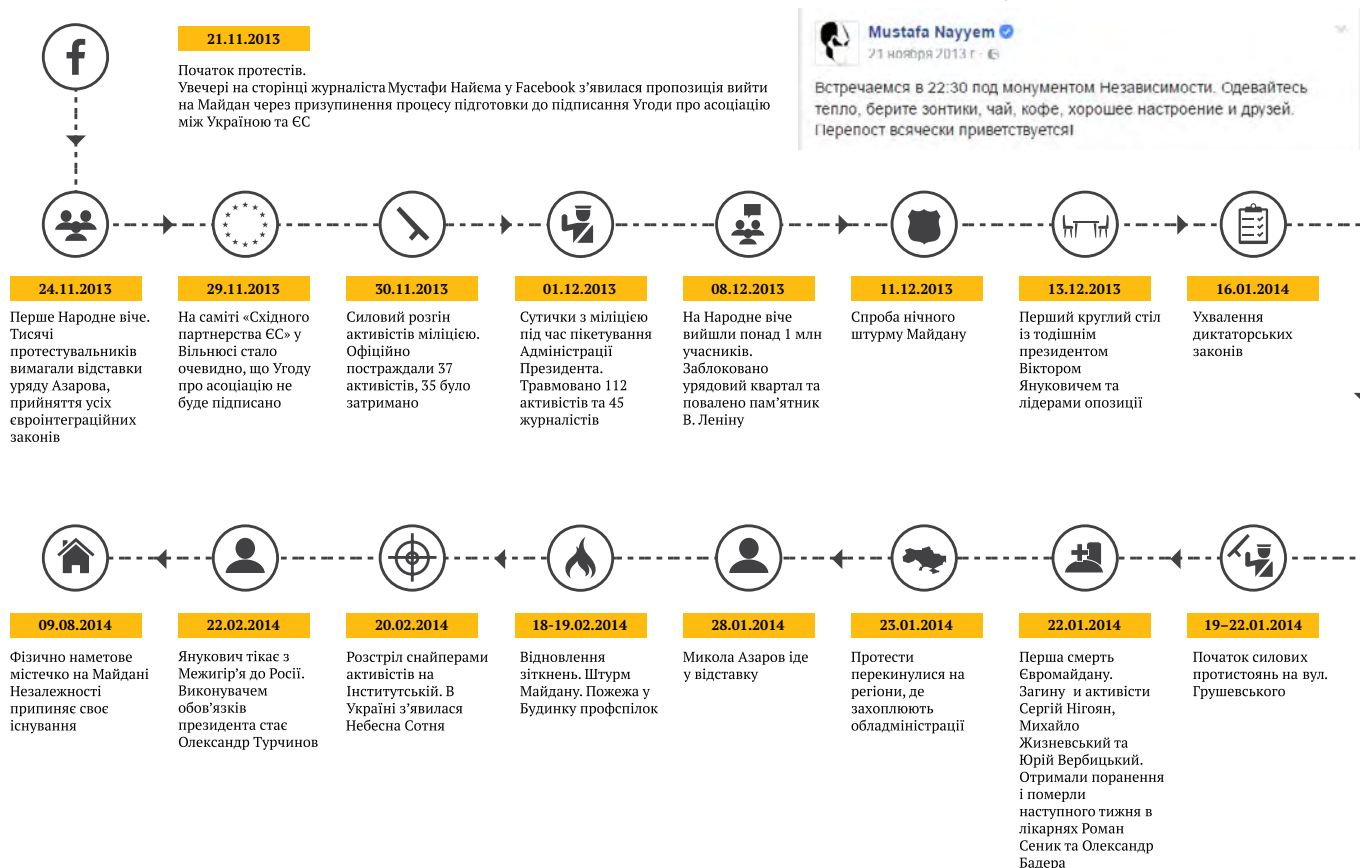 21.11.2013
Початок протестів.
Увечері на сторінці журналіста Мустафи Найєма у Facebook з’явилася пропозиція вийти
на Майдан через призупинення процесу підготовки до підписання Угоди про асоціацію
між Україною та ЄС
Mustafa Nayyem
21 ноября 2013 г.
Встречаемся в 22:30 под монументом Независимости. Одевайтесь
тепло, берите зонтики, чай, кофе, хорошее настроение и друзей.
Перепост всячески приветствуется!
24.11.2013
Перше Народне віче.
Тисячі
протестувальників
вимагали відставки
уряду Азарова,
прийняття усіх
євроінтеграційних
законів
29.11.2013
На саміті «Східного
партнерства ЄС» у
Вільнюсі стало
очевидно, що Угоду
про асоціацію не
буде підписано
30.11.2013
Силовий розгін
активістів міліцією.
Офіційно
постраждали 37
активістів, 35 було
затримано
01.12.2013
Сутички з міліцією
під час пікетування
Адміністрації
Президента.
Травмовано 112
активістів та 45
журналістів
08.12.2013
На Народне віче
вийшли понад 1 млн
учасників.
Заблоковано
урядовий квартал та
повалено пам’ятник
В. Леніну
11.12.2013
Спроба нічного
штурму Майдану
13.12.2013
Перший круглий стіл
із тодішнім
президентом
Віктором
Януковичем та
лідерами опозиції
16.01.2014
Ухвалення
диктаторських
законів
09.08.2014
Фізично наметове
містечко на Майдані
Незалежності
припиняє своє
існування
22.02.2014
Янукович тікає з
Межигір’я до Росії.
Виконувачем
обов’язків
президента стає
Олександр Турчинов
20.02.2014
Розстріл снайперами
активістів на
Інститутській. В
Україні з’явилася
Небесна Сотня
18-19.02.2014
Відновлення
зіткнень. Штурм
Майдану. Пожежа у
Будинку профспілок
28.01.2014
Микола Азаров іде
у відставку
23.01.2014
Протести
перекинулися на
регіони, де
захоплюють
обладміністрації
22.01.2014
Перша смерть
Євромайдану.
Загину и активісти
Сергій Нігоян,
Михайло
Жизневський та
Юрій Вербицький.
Отримали поранення
і померли
наступного тижня в
лікарнях Роман
Сеник та Олександр
Бадера
19–22.01.2014
Початок силових
протистоянь на вул.
Грушевського